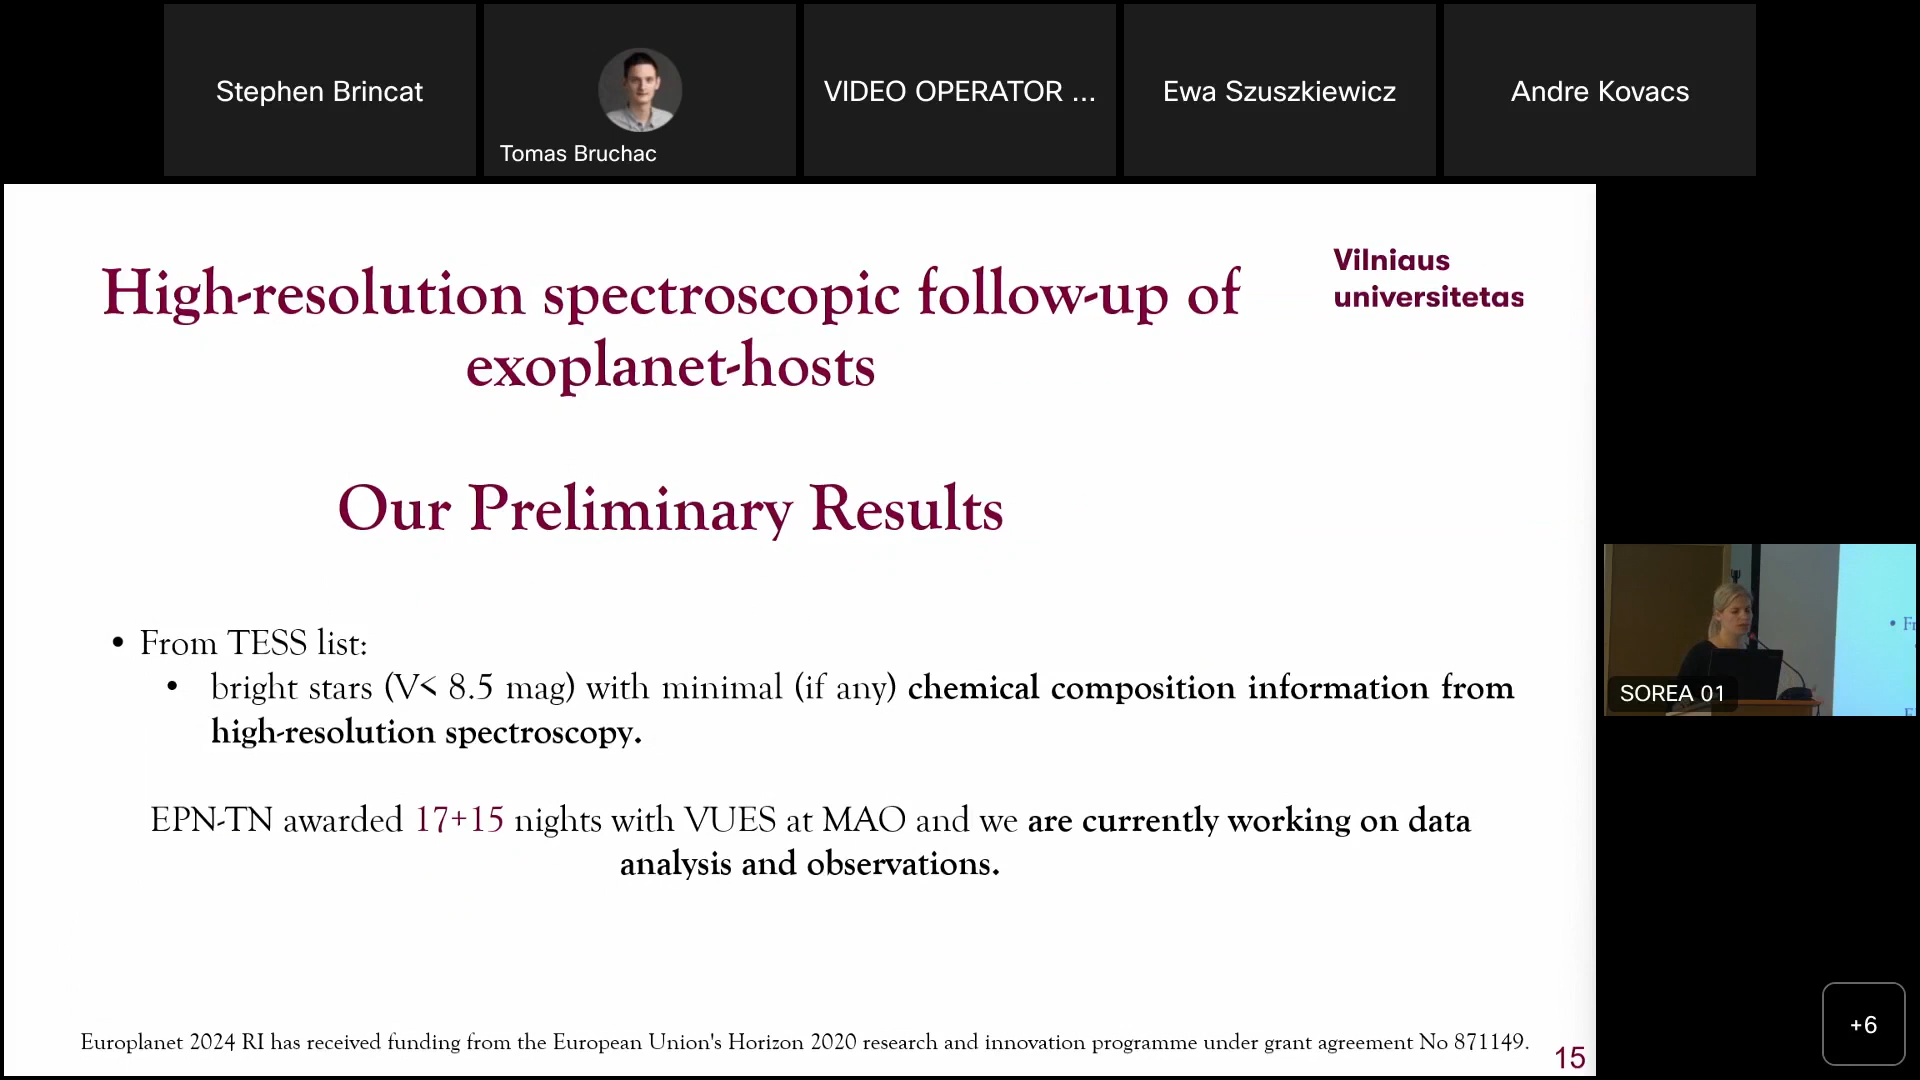 Stephen Brincat
Tomas Bruchac
VIDEO OPERATOR ...
Ewa Szuszkiewicz
Andre Kovacs
High-resolution spectroscopic follow-up of
exoplanet-hosts
Vilniaus
universitetas
Our Preliminary Results
• From TESS list:
• bright stars (V< 8.5 mag) with minimal (if any) chemical composition information from
high-resolution spectroscopy.
EPN-TN awarded 17+15 nights with VUES at MAO and we are currently working on data
analysis and observations.
Europlanet 2024 RI has received funding from the European Union's Horizon 2020 research and innovation programme under grant agreement No 871149.
15
SOREA 01
+6